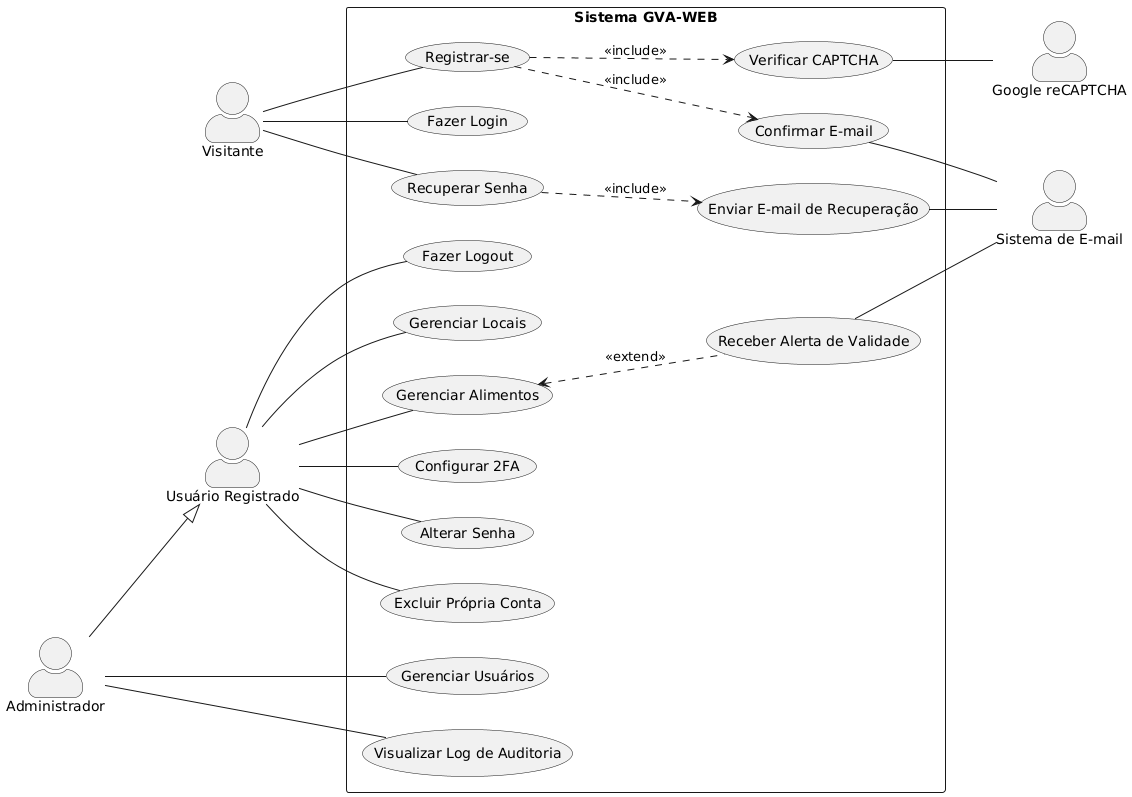 Sistema GVA-WEB
Registrar-se
«include»
Verificar CAPTCHA
Google reCAPTCHA
«include»
Visitante
Fazer Login
Confirmar E-mail
Recuperar Senha
«include»
Enviar E-mail de Recuperação
Sistema de E-mail
Fazer Logout
Gerenciar Locais
Receber Alerta de Validade
«extend»
Gerenciar Alimentos
Configurar 2FA
Usuário Registrado
Alterar Senha
Excluir Própria Conta
Gerenciar Usuários
Administrador
Visualizar Log de Auditoria